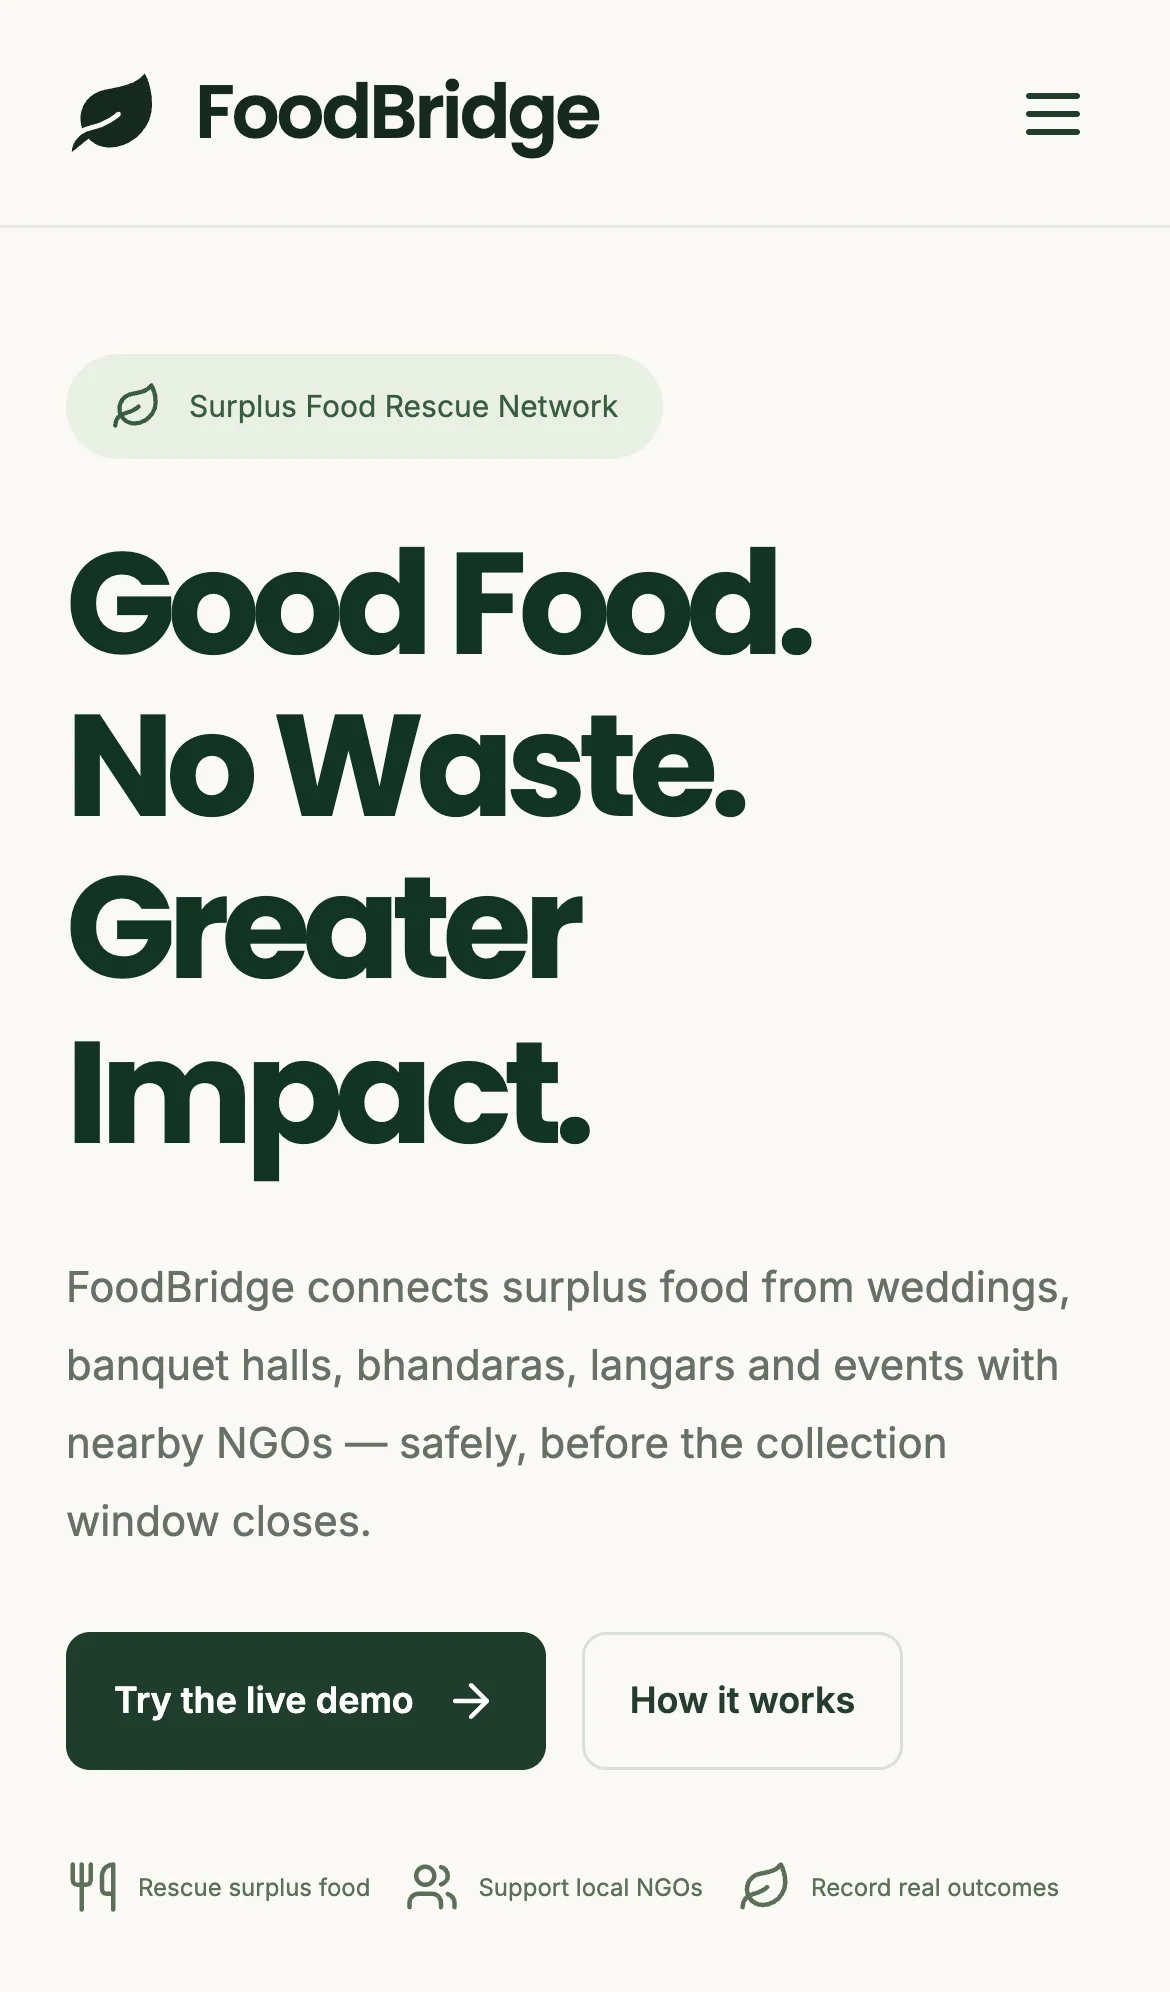 FoodBridge
Surplus Food Rescue Network
Good Food.
No Waste.
Greater
Impact.
FoodBridge connects surplus food from weddings,
banquet halls, bhandaras, langars and events with
nearby NGOs — safely, before the collection
window closes.
Try the live demo
How it works
Rescue surplus food
Support local NGOs
Record real outcomes